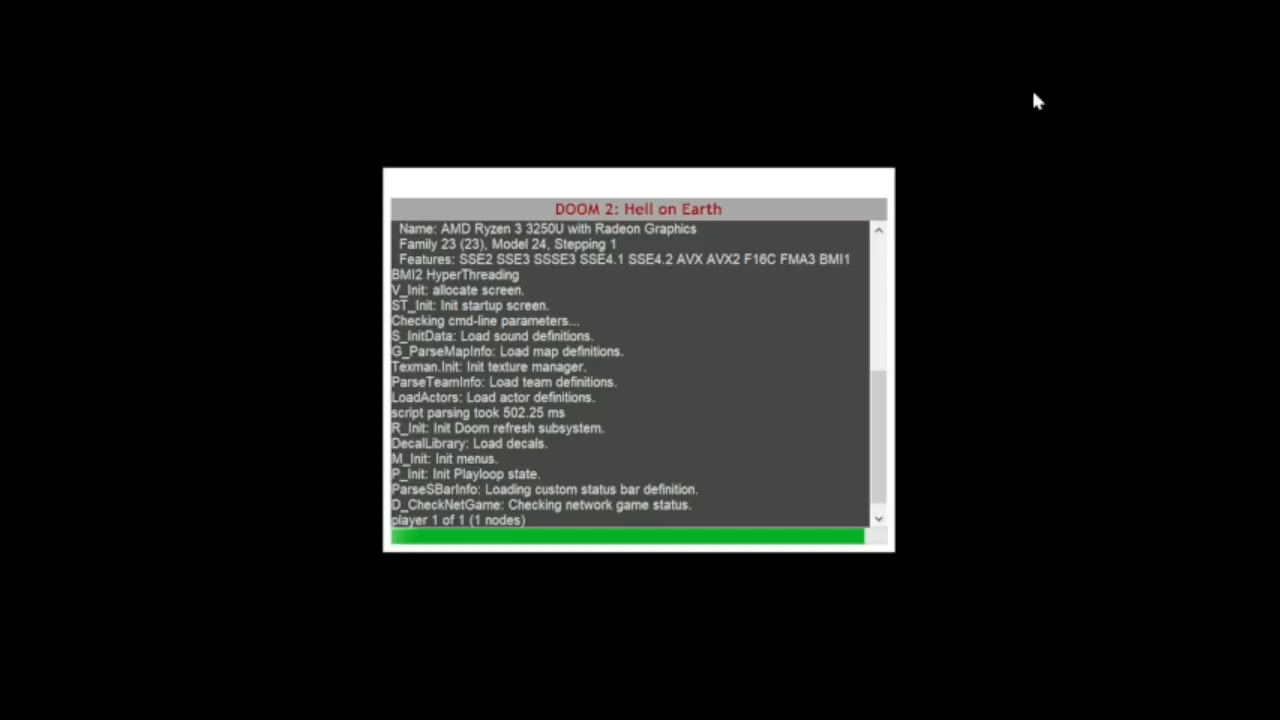 DOOM 2: Hell on Earth
Name: AMD Ryzen 3 3250U with Radeon Graphics
Family 23 (23), Model 24, Stepping 1
Features: SSE2 SSE3 SSSE3 SSE4.1 SSE4.2 AVX AVX2 F16C FMA3 BMI1
BMI2 HyperThreading
V_Init: allocate screen.
ST_Init: Init startup screen.
Checking cmd-line parameters...
S_InitData: Load sound definitions.
G_ParseMapInfo: Load map definitions.
Texman.Init: Init texture manager.
ParseTeamInfo: Load team definitions.
LoadActors: Load actor definitions.
script parsing took 502.25 ms
R_Init: Init Doom refresh subsystem.
DecalLibrary: Load decals.
M_Init: Init menus.
P_Init: Init Playloop state.
ParseSBarInfo: Loading custom status bar definition.
D_CheckNetGame: Checking network game status.
player 1 of 1 (1 nodes)